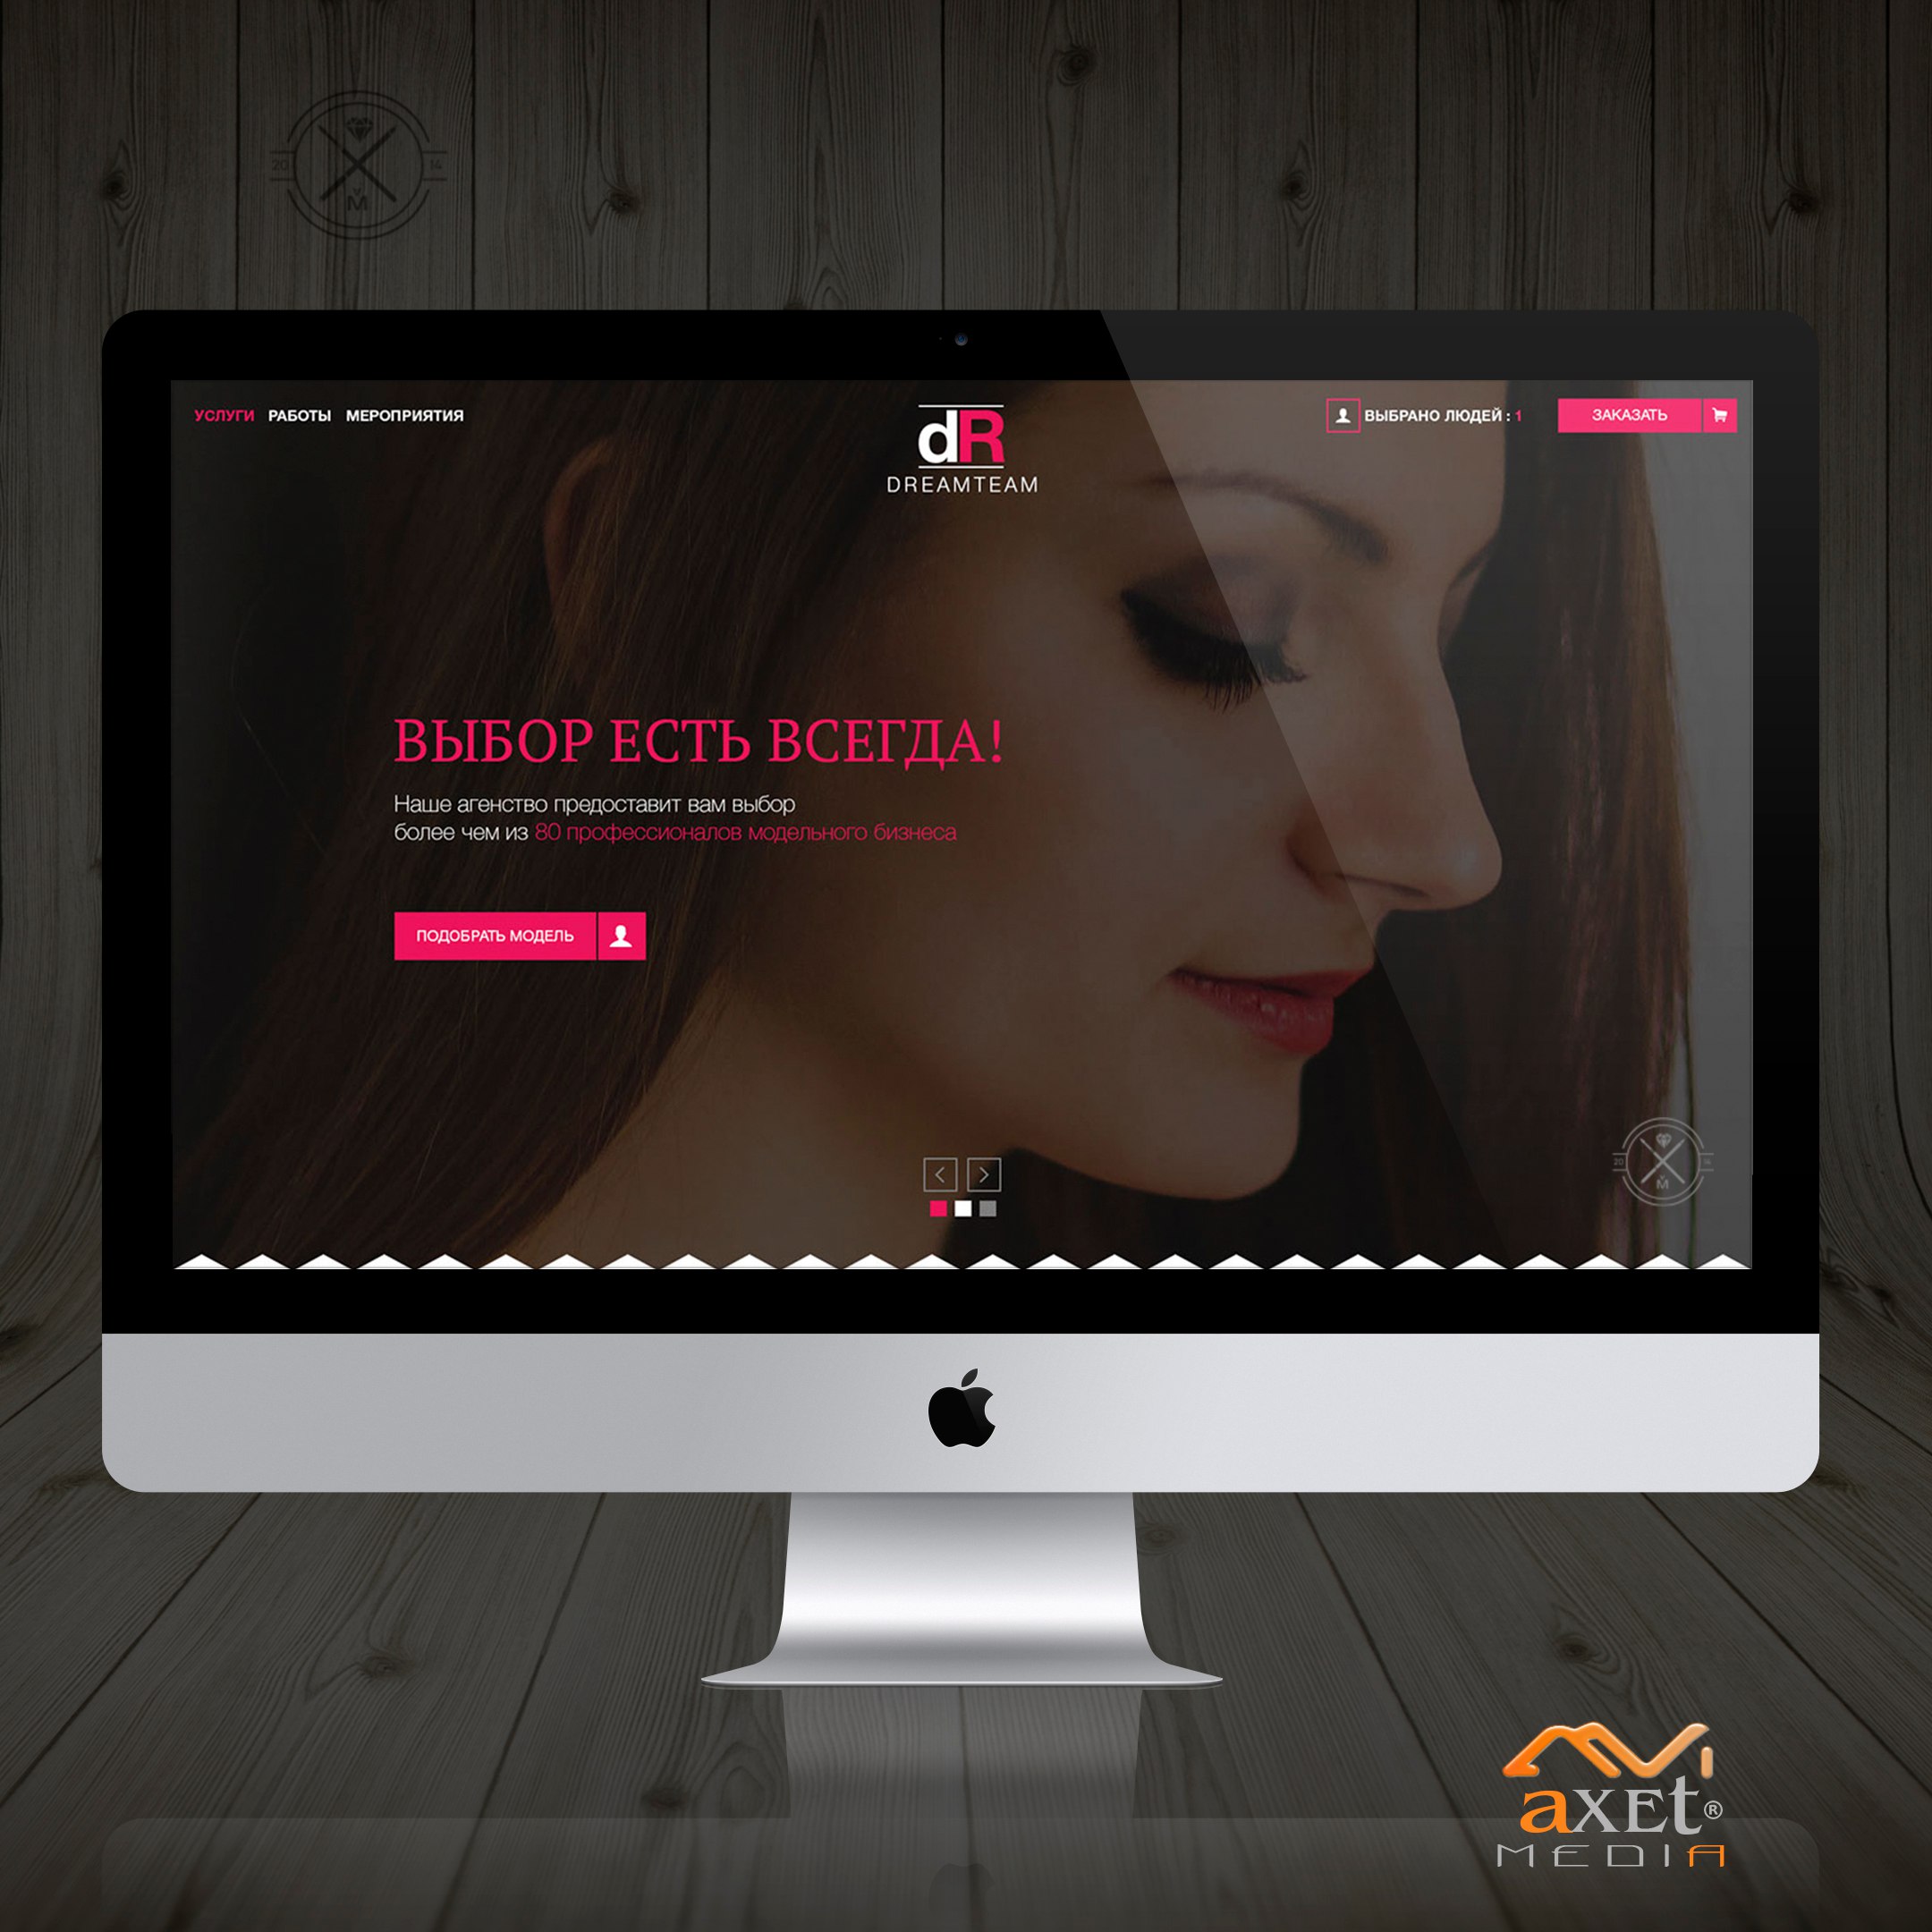 20 14
V
M
УСЛУГИ РАБОТЫ МЕРОПРИЯТИЯ
dR
DREAMTEAM
ВЫБРАНО ЛЮДЕЙ : 1
ЗАКАЗАТЬ
ВЫБОР ЕСТЬ ВСЕГДА!
Наше агенство предоставит вам выбор
более чем из 80 профессионалов модельного бизнеса
ПОДОБРАТЬ МОДЕЛЬ
20 14
M
axet®
MEDIA